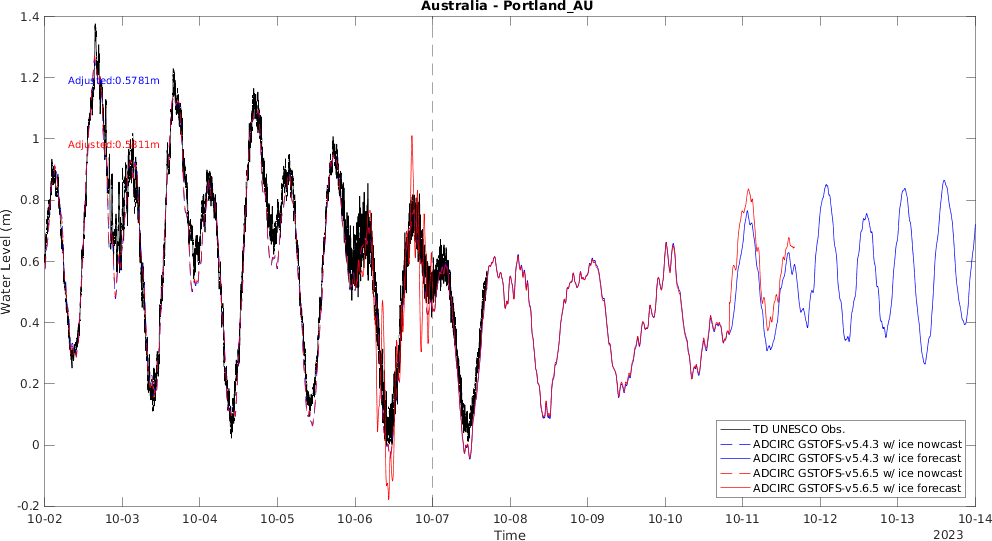 Australia - Portland_AU
1.4
1.2
1
0.8
0.6
0.4
0.2
0
-0.2
Water Level (m)
Adjusted:0.5781m
Adjusted:0.5811m
TD UNESCO Obs.
ADCIRC GSTOFS-v5.4.3 w/ ice nowcast
ADCIRC GSTOFS-v5.4.3 w/ ice forecast
ADCIRC GSTOFS-v5.6.5 w/ ice nowcast
ADCIRC GSTOFS-v5.6.5 w/ ice forecast
10-02 10-03 10-04 10-05 10-06 10-07 10-08 10-09 10-10 10-11 10-12 10-13 10-14
Time
2023